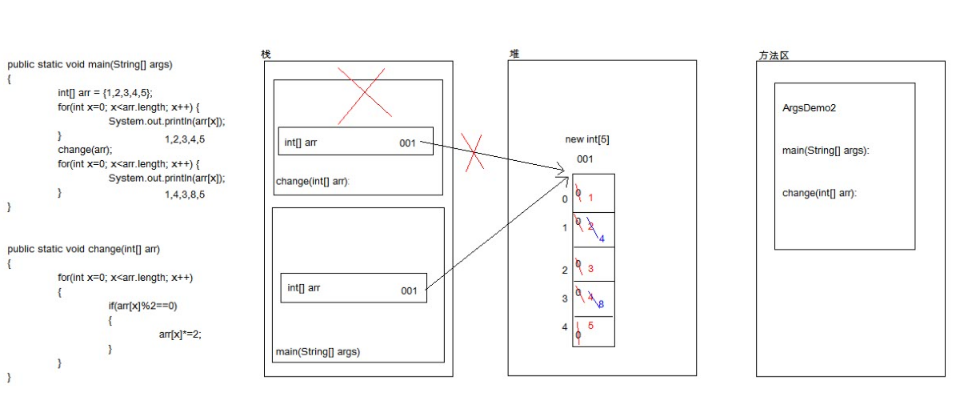 public static void main(String[] args)
{
int[] arr = {1,2,3,4,5};
for(int x=0; x<arr.length; x++) {
System.out.println(arr[x]);
}
1,2,3,4,5
change(arr);
for(int x=0; x<arr.length; x++) {
System.out.println(arr[x]);
}
1,4,3,8,5
}
public static void change(int[] arr)
{
for(int x=0; x<arr.length; x++)
{
if(arr[x]%2==0)
{
arr[x]*=2;
}
}
}
栈
int[] arr 001
change(int[] arr):
int[] arr 001
main(String[] args)
堆
new int[5]
001
0 0 1
1 0 2 4
2 0 3
3 0 4 8
4 0 5
方法区
ArgsDemo2
main(String[] args):
change(int[] arr):